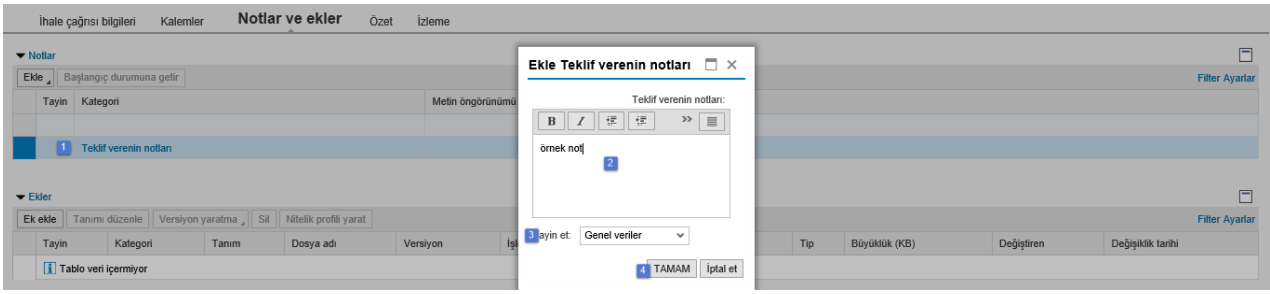 İhale çağrısı bilgileri Kalemler Notlar ve ekler Özet İzleme
Notlar
Ekle Başlangıç durumuna getir Filter Ayarlar
Tayin Kategori Metin öngörünümü
1 Teklif verenin notları
Ekle Teklif verenin notları
Teklif verenin notları:
B I
örnek not
2
3 ayin et: Genel veriler
4 TAMAM İptal et
Ekler
Ek ekle Tanımı düzenle Versiyon yaratma Sil Nitelik profili yarat Filter Ayarlar
Tayin Kategori Tanım Dosya adı Versiyon Tip Büyüklük (KB) Değiştiren Değişiklik tarihi
Tablo veri içermiyor